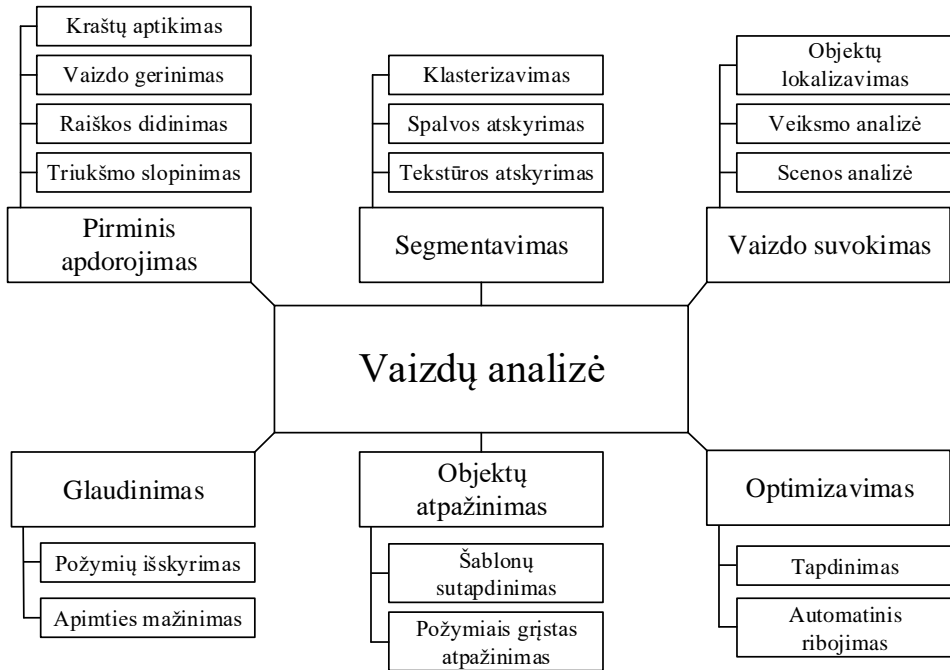 Kraštų aptikimas
Vaizdo gerinimas
Raiškos didinimas
Triukšmo slopinimas
Pirminis
apdorojimas
Klasterizavimas
Spalvos atskyrimas
Tekstūros atskyrimas
Segmentavimas
Objektų
lokalizavimas
Veiksmo analizė
Scenos analizė
Vaizdo suvokimas
Vaizdų analizė
Glaudinimas
Požymių išskyrimas
Apimties mažinimas
Objektų
atpažinimas
Šablonų
sutapdinimas
Požymiais grįstas
atpažinimas
Optimizavimas
Tapdinimas
Automatinis
ribojimas